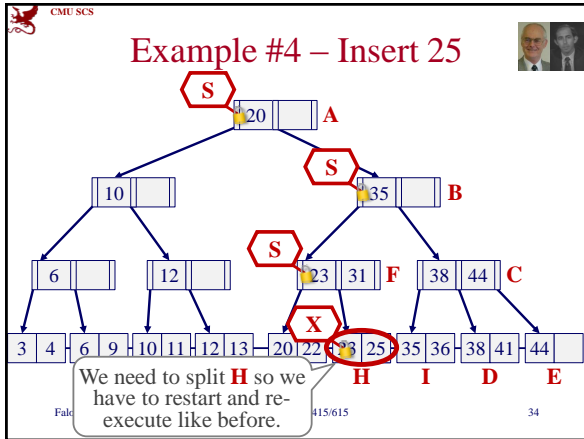 CMU SCS
Example #4 – Insert 25
S
20 A
S
10 35 B
S
6 12 23 31 F 38 44 C
X
3 4 6 9 10 11 12 13 20 22 25 35 36 38 41 44
H I D E
We need to split H so we
have to restart and re-
execute like before.
415/615 34